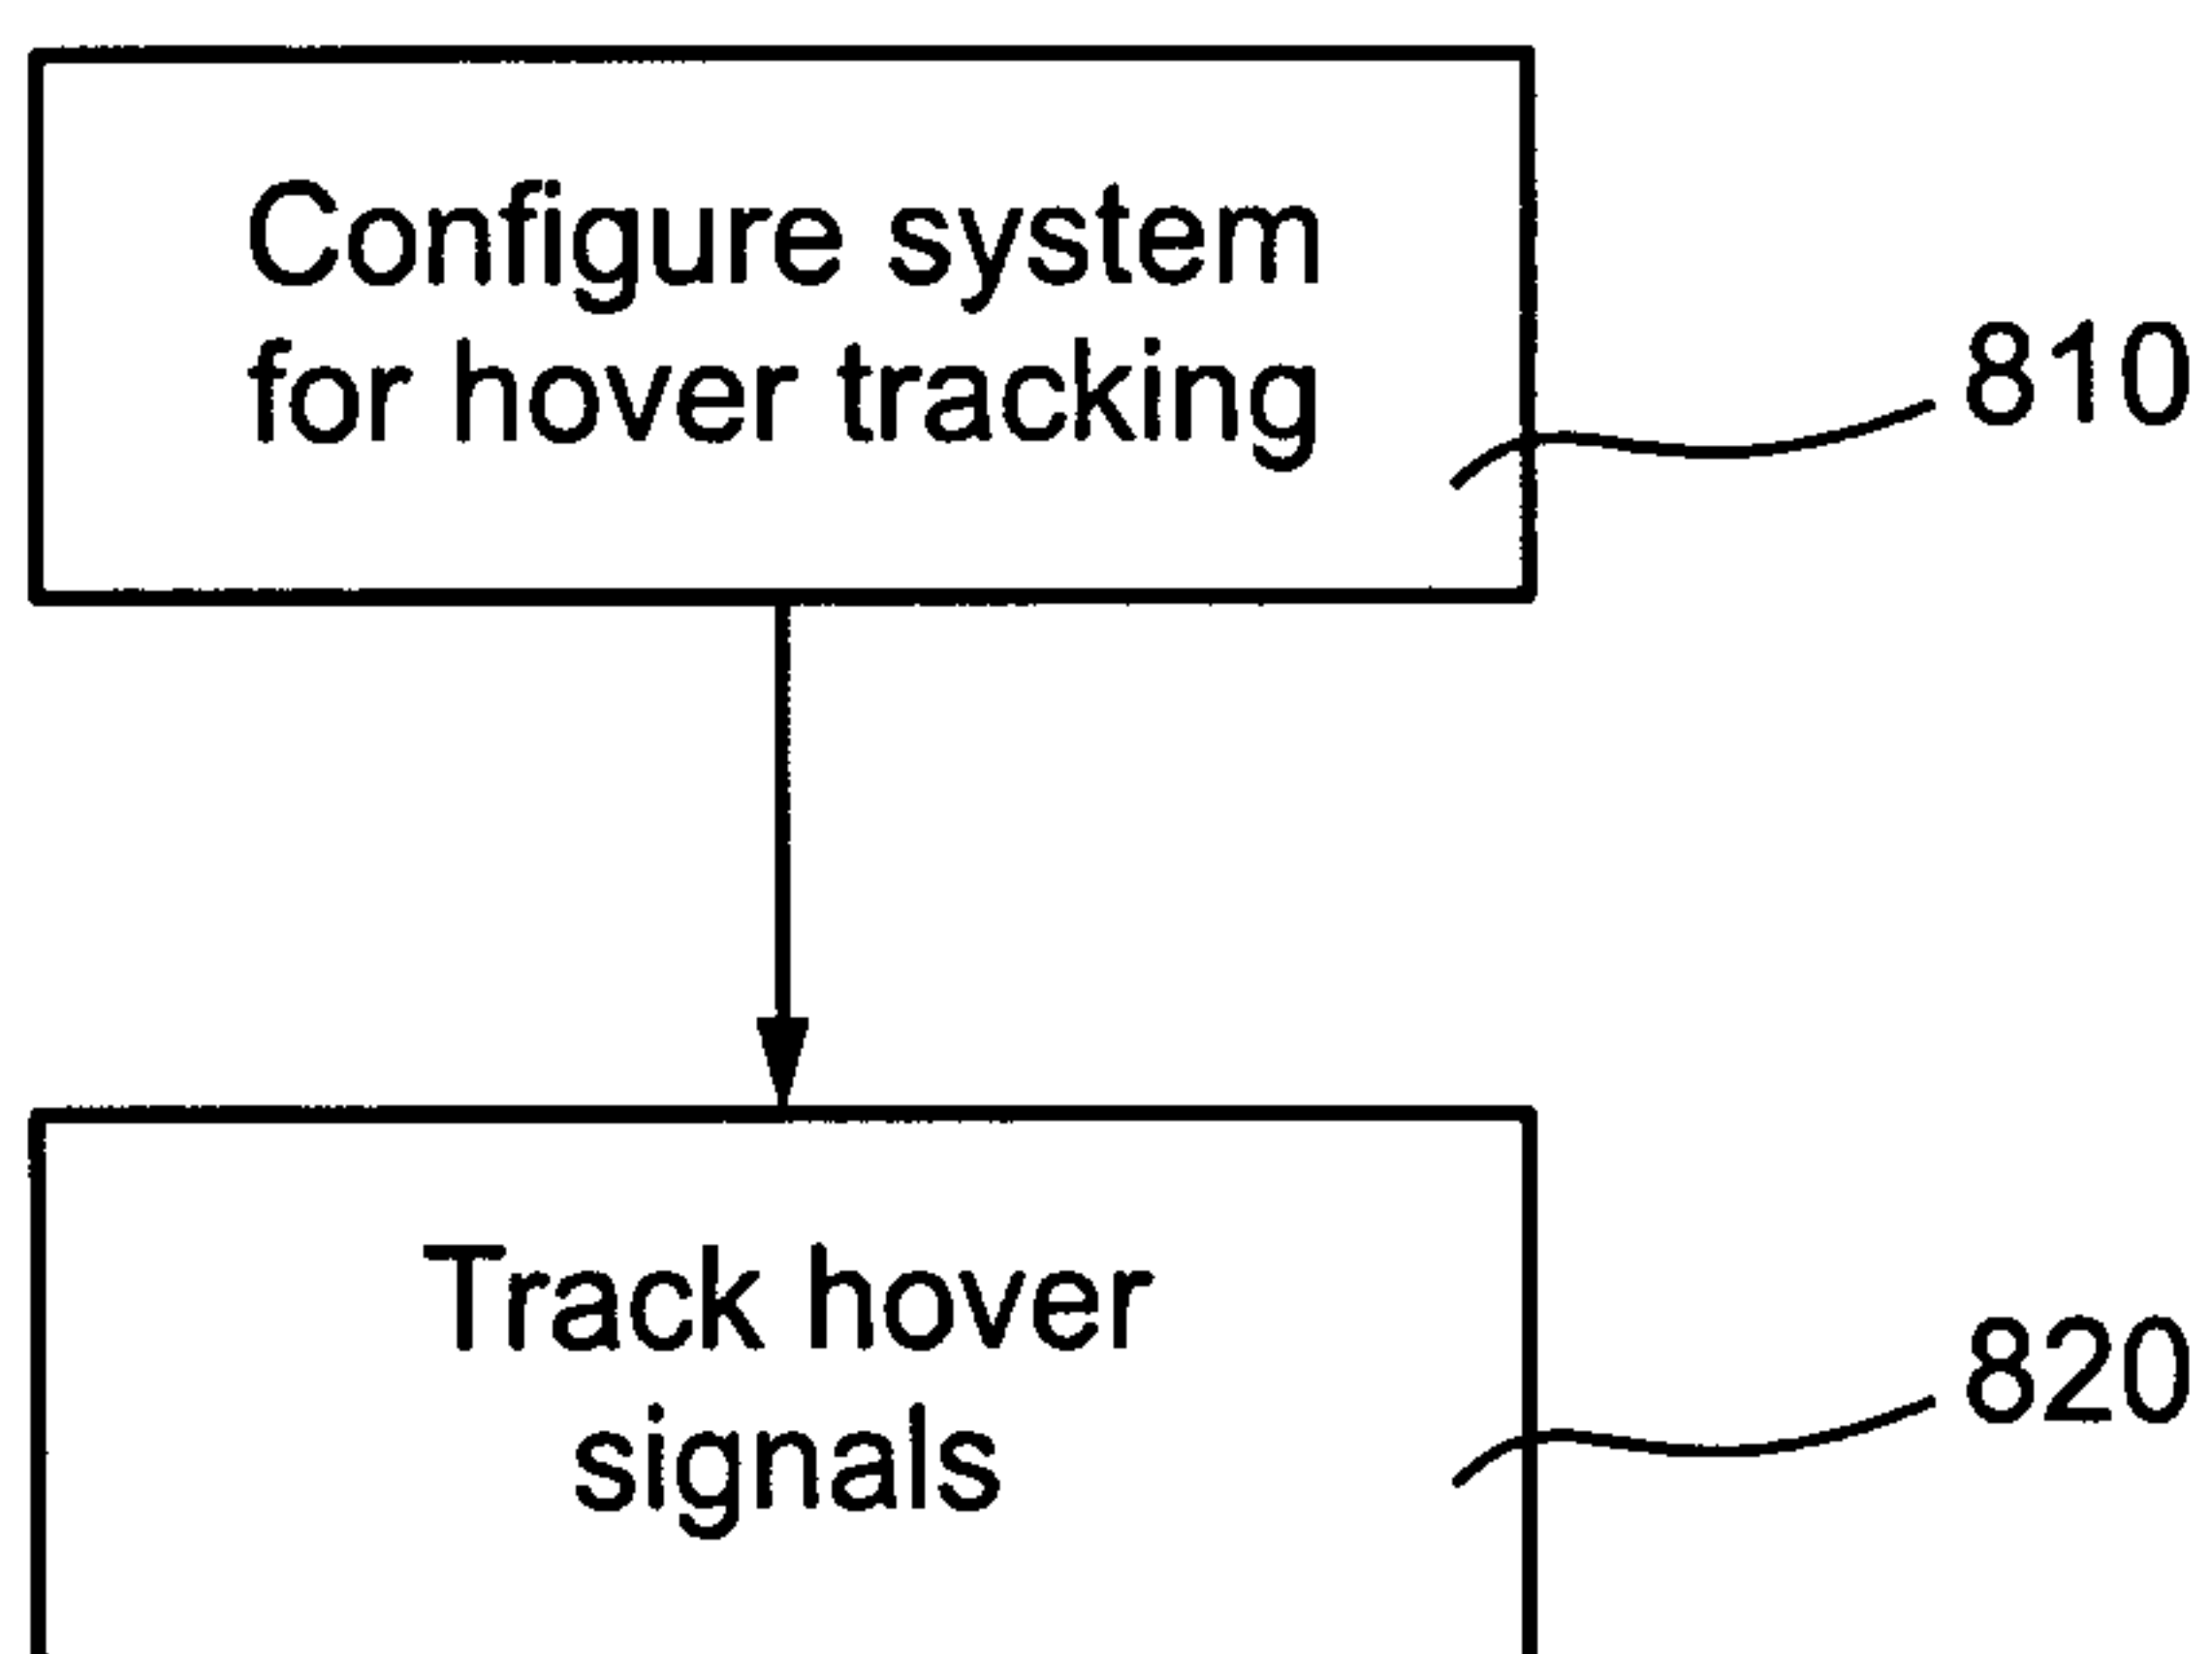 Configure system
for hover tracking
810
Track hover
signals
820